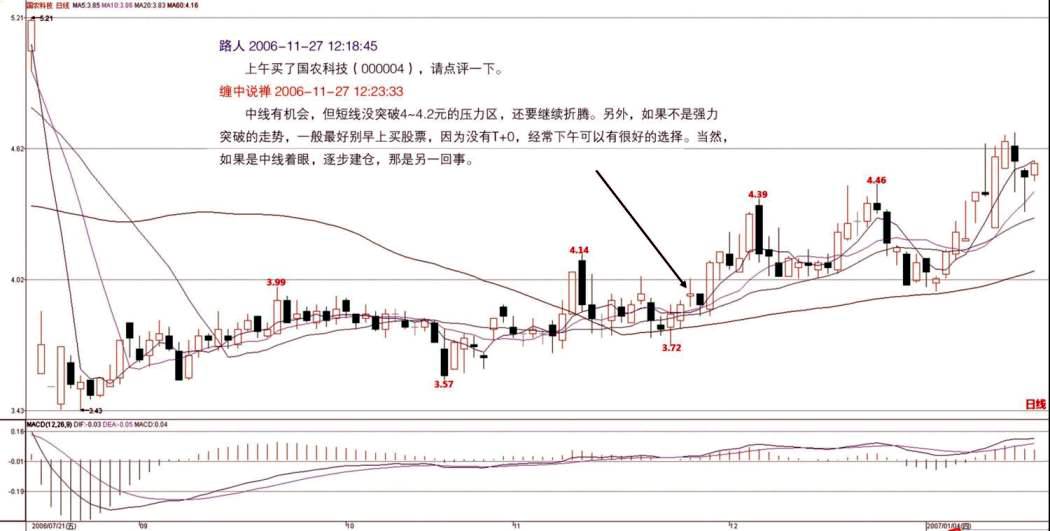 国农科技 日线 MA5:3.85 MA10:3.86 MA20:3.83 MA60:4.16
5.21
5.21
路人 2006-11-27 12:18:45
上午买了国农科技（000004），请点评一下。
缠中说禅 2006-11-27 12:23:33
中线有机会，但短线没突破4~4.2元的压力区，还要继续折腾。另外，如果不是强力
突破的走势，一般最好别早上买股票，因为没有T+0，经常下午可以有很好的选择。当然，
如果是中线着眼，逐步建仓，那是另一回事。
4.82
4.39
4.46
4.14
4.02
3.99
3.72
3.57
3.43
3.43
日线
MACD(12,26,9) DIF:-0.03 DEA:-0.05 MACD:0.04
0.16
-0.01
-0.19
2006/07/21(五)
09
10
11
12
2007/01/04(四)